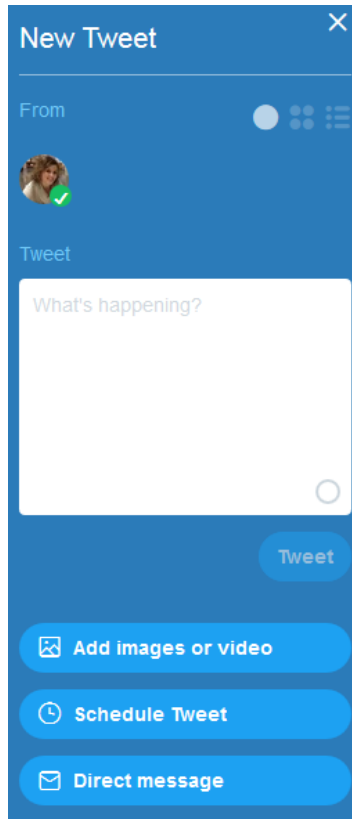 New Tweet
From
Tweet
What's happening?
Tweet
Add images or video
Schedule Tweet
Direct message